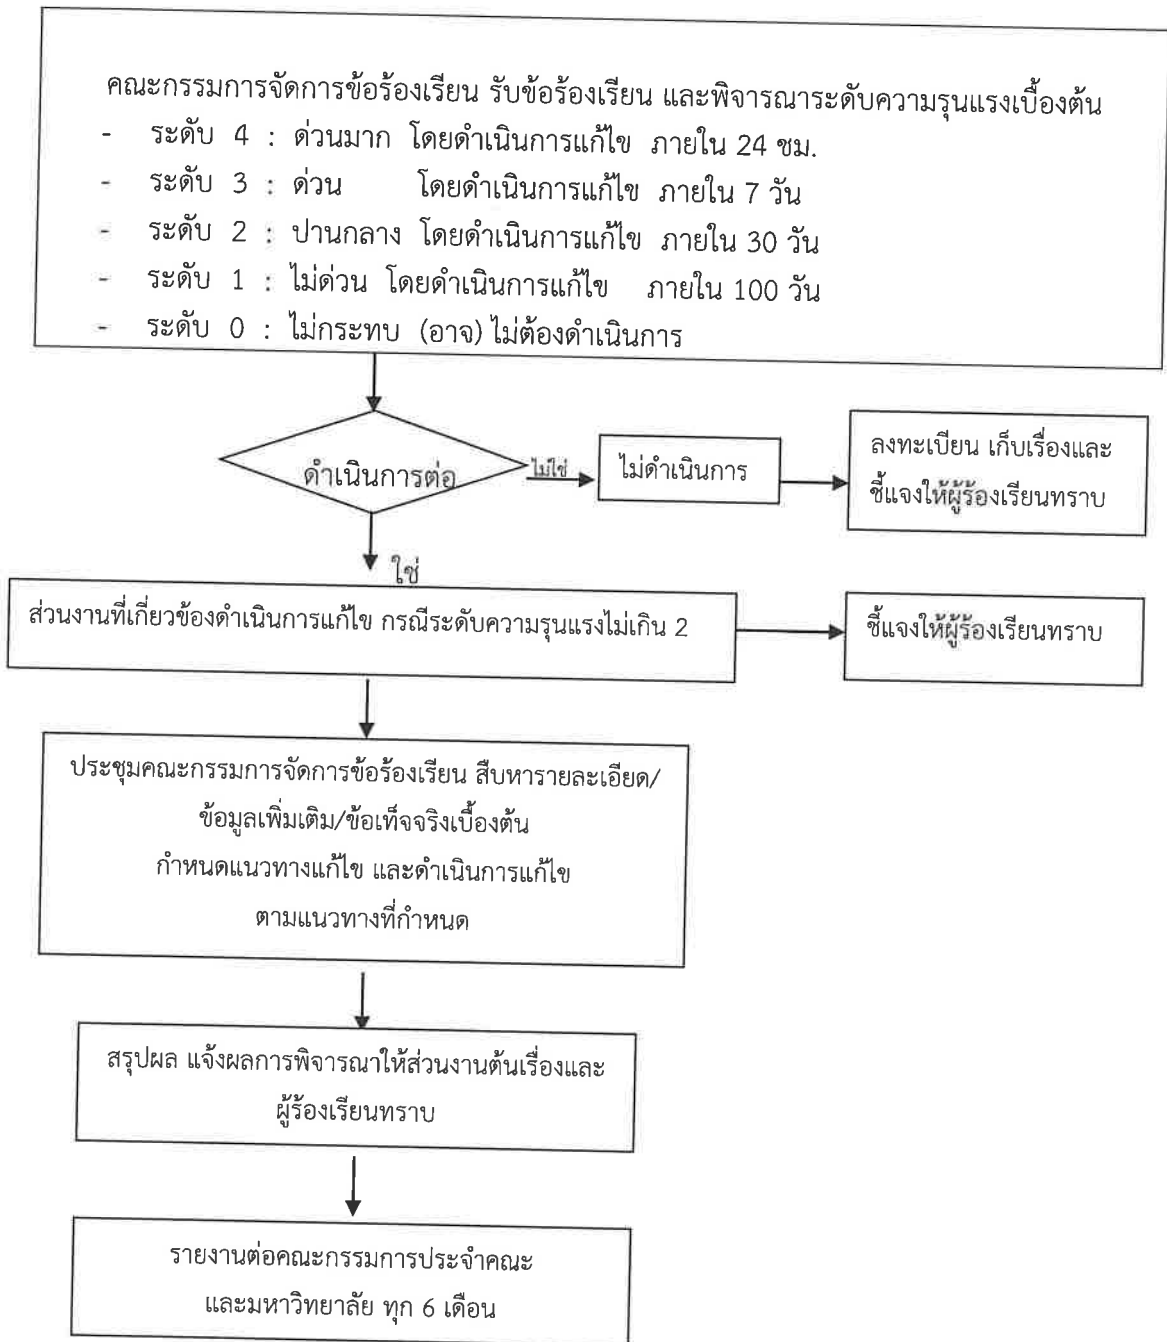 คณะกรรมการจัดการข้อร้องเรียน รับข้อร้องเรียน และพิจารณาระดับความรุนแรงเบื้องต้น
- ระดับ 4 : ด่วนมาก โดยดำเนินการแก้ไข ภายใน 24 ชม.
- ระดับ 3 : ด่วน โดยดำเนินการแก้ไข ภายใน 7 วัน
- ระดับ 2 : ปานกลาง โดยดำเนินการแก้ไข ภายใน 30 วัน
- ระดับ 1 : ไม่ด่วน โดยดำเนินการแก้ไข ภายใน 100 วัน
- ระดับ 0 : ไม่กระทบ (อาจ) ไม่ต้องดำเนินการ
ดำเนินการต่อ
ไม่ใช่
ไม่ดำเนินการ
ลงทะเบียน เก็บเรื่องและ
ชี้แจงให้ผู้ร้องเรียนทราบ
ใช่
ส่วนงานที่เกี่ยวข้องดำเนินการแก้ไข กรณีระดับความรุนแรงไม่เกิน 2
ชี้แจงให้ผู้ร้องเรียนทราบ
ประชุมคณะกรรมการจัดการข้อร้องเรียน สืบหารายละเอียด/
ข้อมูลเพิ่มเติม/ข้อเท็จจริงเบื้องต้น
กำหนดแนวทางแก้ไข และดำเนินการแก้ไข
ตามแนวทางที่กำหนด
สรุปผล แจ้งผลการพิจารณาให้ส่วนงานต้นเรื่องและ
ผู้ร้องเรียนทราบ
รายงานต่อคณะกรรมการประจำคณะ
และมหาวิทยาลัย ทุก 6 เดือน